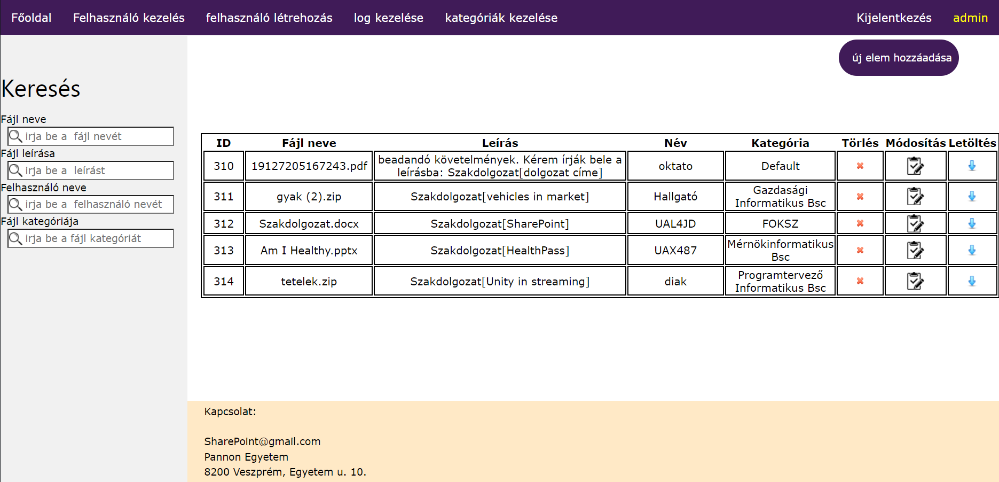 Főoldal Felhasználó kezelés felhasználó létrehozás log kezelése kategóriák kezelése Kijelentkezés admin
új elem hozzáadása
Keresés
Fájl neve
irja be a  fájl nevét
Fájl leírása
irja be a  leírást
Felhasználó neve
irja be a  felhasználó nevét
Fájl kategóriája
irja be a fájl kategóriát
ID Fájl neve Leírás Név Kategória Törlés Módosítás Letöltés
310 19127205167243.pdf beadandó követelmények. Kérem írják bele a
leírásba: Szakdolgozat[dolgozat címe] oktato Default
311 gyak (2).zip Szakdolgozat[vehicles in market] Hallgató Gazdasági
Informatikus Bsc
312 Szakdolgozat.docx Szakdolgozat[SharePoint] UAL4JD FOKSZ
313 Am I Healthy.pptx Szakdolgozat[HealthPass] UAX487 Mérnökinformatikus
Bsc
314 tetelek.zip Szakdolgozat[Unity in streaming] diak Programtervező
Informatikus Bsc
Kapcsolat:
SharePoint@gmail.com
Pannon Egyetem
8200 Veszprém, Egyetem u. 10.